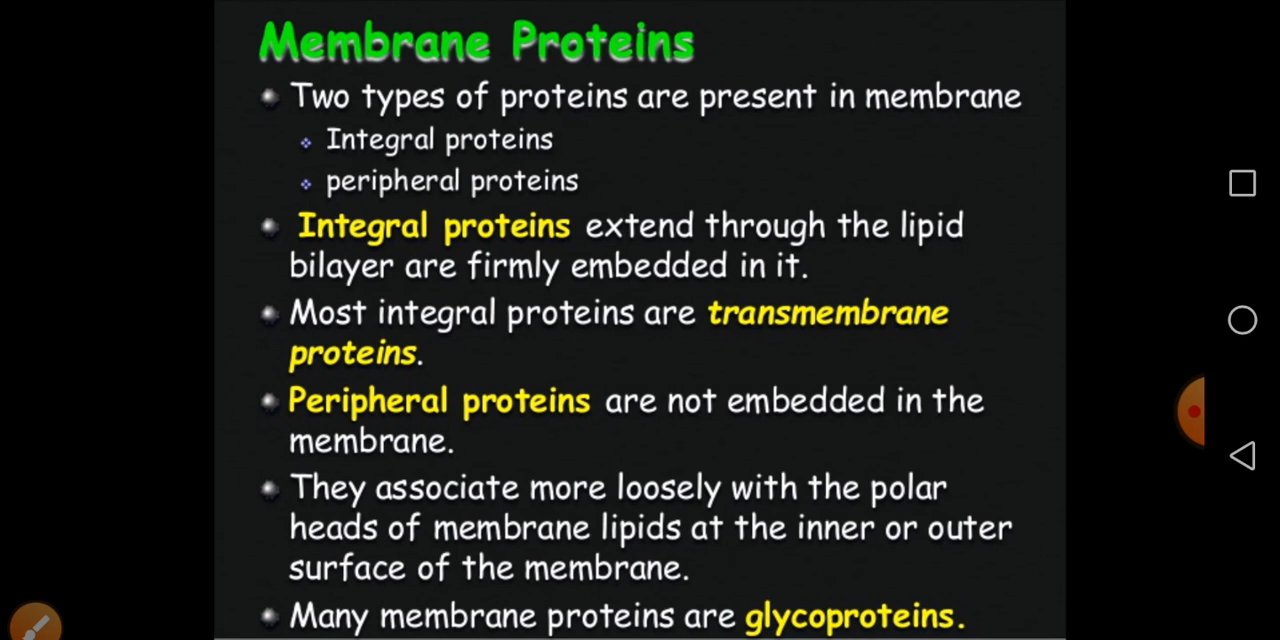 Membrane Proteins
Two types of proteins are present in membrane
Integral proteins
peripheral proteins
Integral proteins extend through the lipid
bilayer are firmly embedded in it.
Most integral proteins are transmembrane
proteins.
Peripheral proteins are not embedded in the
membrane.
They associate more loosely with the polar
heads of membrane lipids at the inner or outer
surface of the membrane.
Many membrane proteins are glycoproteins.